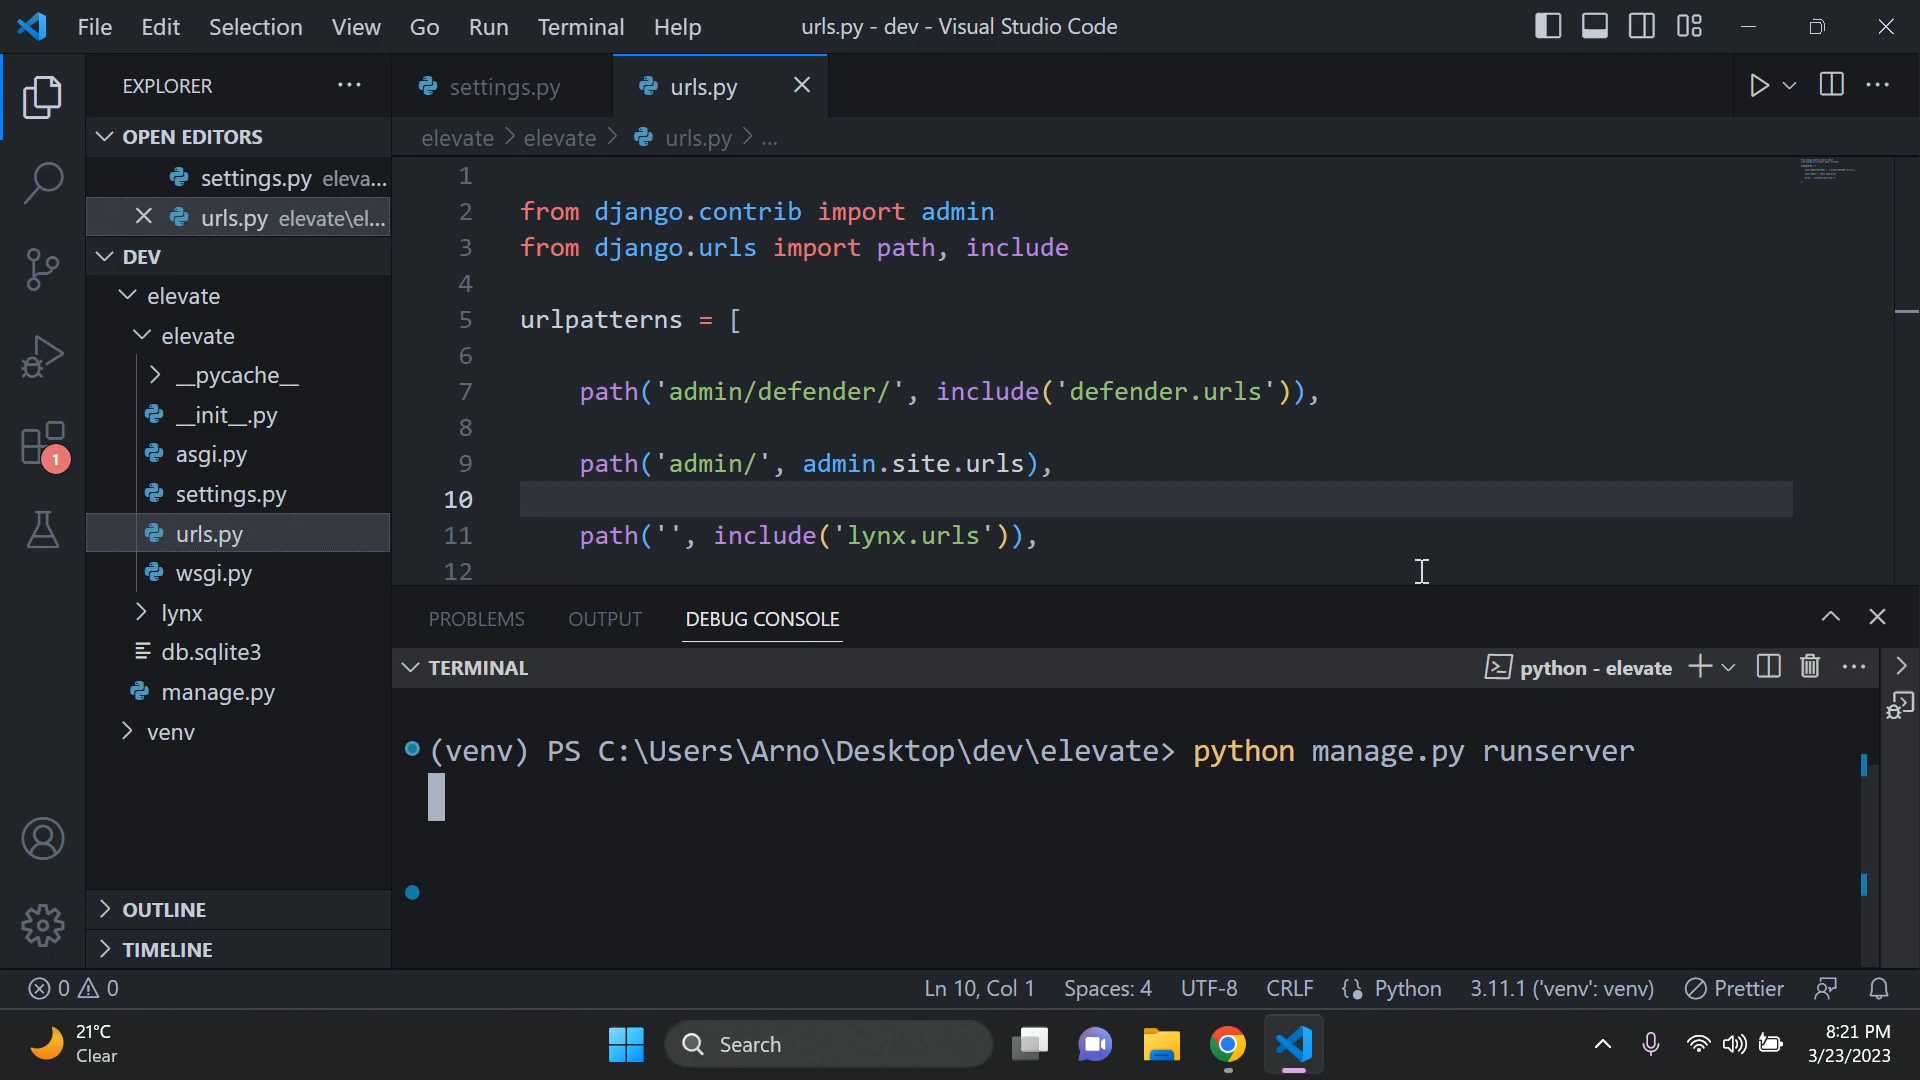 File Edit Selection View Go Run Terminal Help urls.py - dev - Visual Studio Code
EXPLORER
settings.py
urls.py
OPEN EDITORS
elevate > elevate > urls.py > ...
settings.py eleva...
urls.py elevate\el...
DEV
elevate
elevate
__pycache__
__init__.py
asgi.py
settings.py
urls.py
wsgi.py
lynx
db.sqlite3
manage.py
venv
OUTLINE
TIMELINE
1
1
2 from django.contrib import admin
3 from django.urls import path, include
4
5 urlpatterns = [
6
7 path('admin/defender/', include('defender.urls')),
8
9 path('admin/', admin.site.urls),
10
11 path('', include('lynx.urls')),
12
PROBLEMS OUTPUT DEBUG CONSOLE
TERMINAL
python - elevate
(venv) PS C:\Users\Arno\Desktop\dev\elevate> python manage.py runserver
0 0 Ln 10, Col 1 Spaces: 4 UTF-8 CRLF Python 3.11.1 ('venv': venv) Prettier
21°C
Clear
Search
8:21 PM
3/23/2023